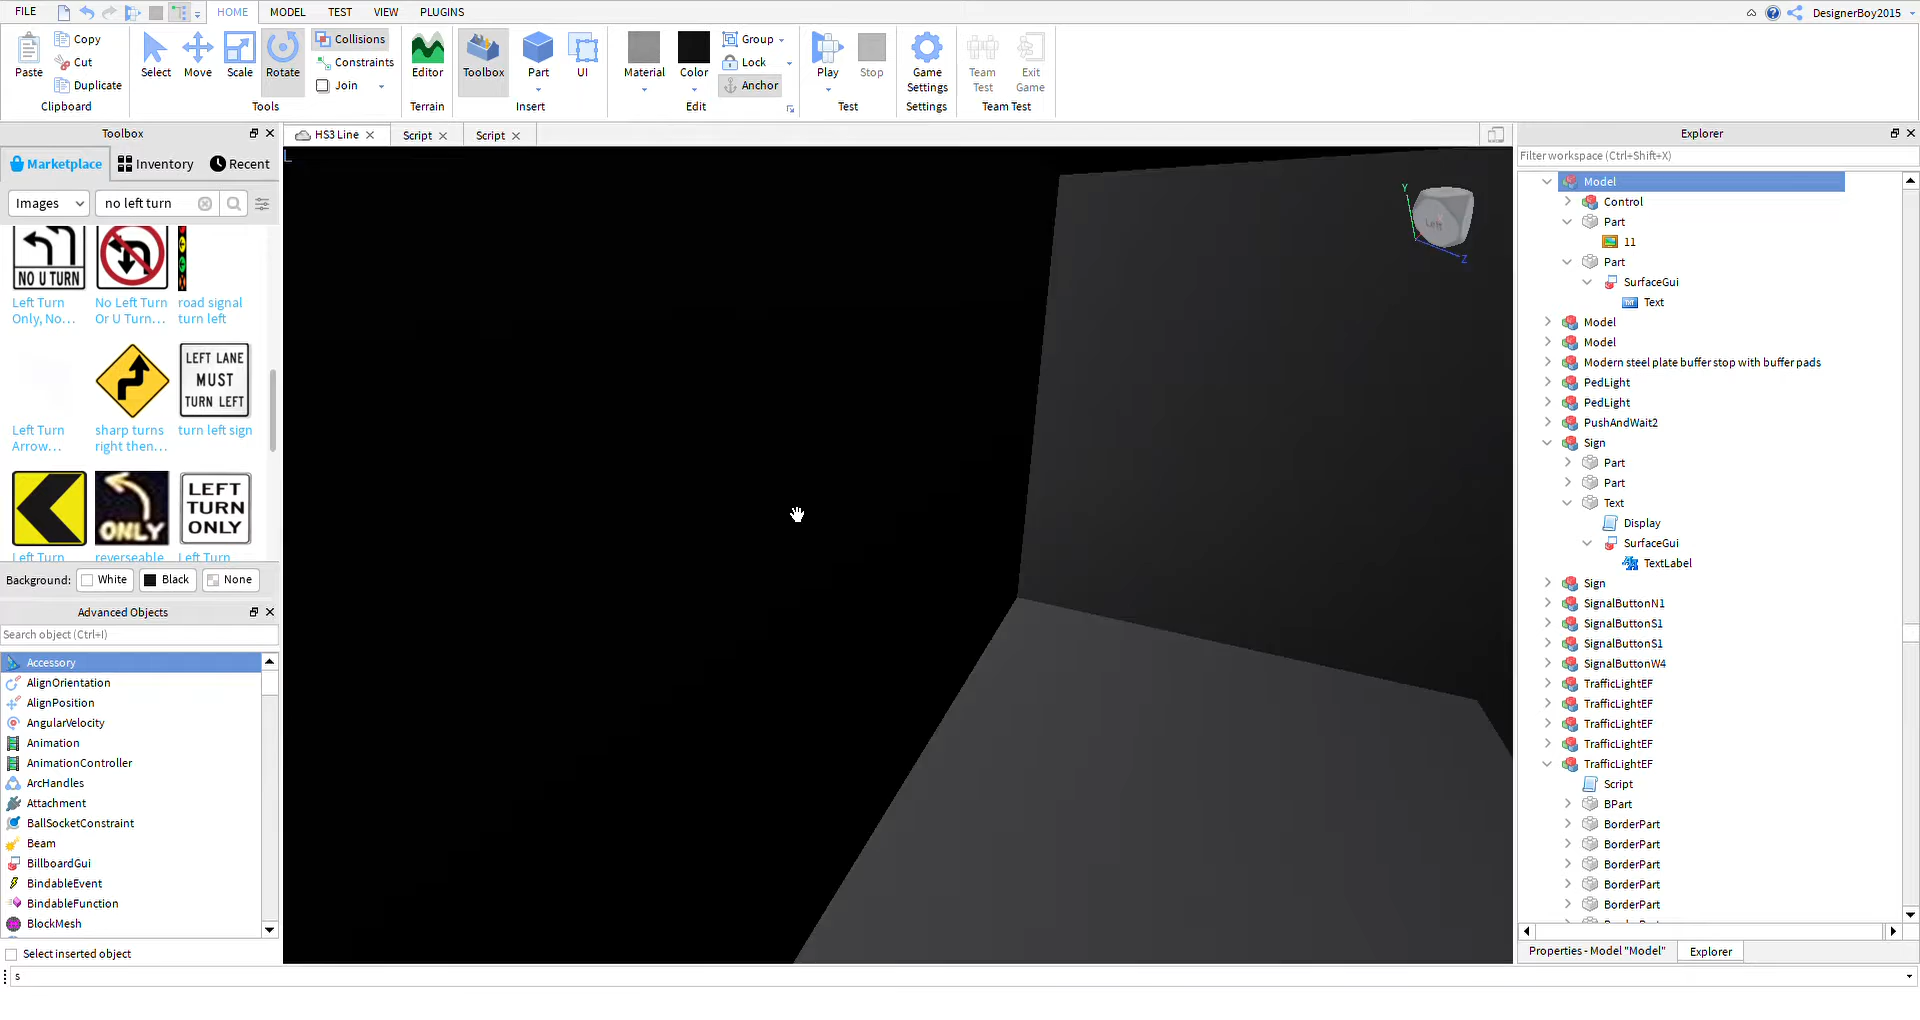 FILE HOME MODEL TEST VIEW PLUGINS DesignerBoy2015
Copy
Cut
Duplicate
Paste
Clipboard
Select Move Scale Rotate
Collisions
Constraints
Join
Tools
Editor
Terrain
Toolbox Part UI
Insert
Material Color
Group
Lock
Anchor
Edit
Play Stop
Test
Game
Settings
Settings
Team
Test
Exit
Game
Team Test
Toolbox
Marketplace Inventory Recent
Images no left turn
NO U TURN
Left Turn
Only, No...
No Left Turn
Or U Turn...
road signal
turn left
LEFT LANE
MUST
TURN LEFT
Left Turn
Arrow...
sharp turns
right then...
turn left sign
ONLY
LEFT
TURN
ONLY
Left Turn reverseable Left Turn
Background: White Black None
Advanced Objects
Search object (Ctrl+I)
Accessory
AlignOrientation
AlignPosition
AngularVelocity
Animation
AnimationController
ArcHandles
Attachment
BallSocketConstraint
Beam
BillboardGui
BindableEvent
BindableFunction
BlockMesh
Select inserted object
s
HS3 Line Script Script
Y
Left
Z
Explorer
Filter workspace (Ctrl+Shift+X)
Model
Control
Part
11
Part
SurfaceGui
Text
Model
Model
Modern steel plate buffer stop with buffer pads
PedLight
PedLight
PushAndWait2
Sign
Part
Part
Text
Display
SurfaceGui
TextLabel
Sign
SignalButtonN1
SignalButtonS1
SignalButtonS1
SignalButtonW4
TrafficLightEF
TrafficLightEF
TrafficLightEF
TrafficLightEF
TrafficLightEF
Script
BPart
BorderPart
BorderPart
BorderPart
BorderPart
BorderPart
Properties - Model "Model" Explorer